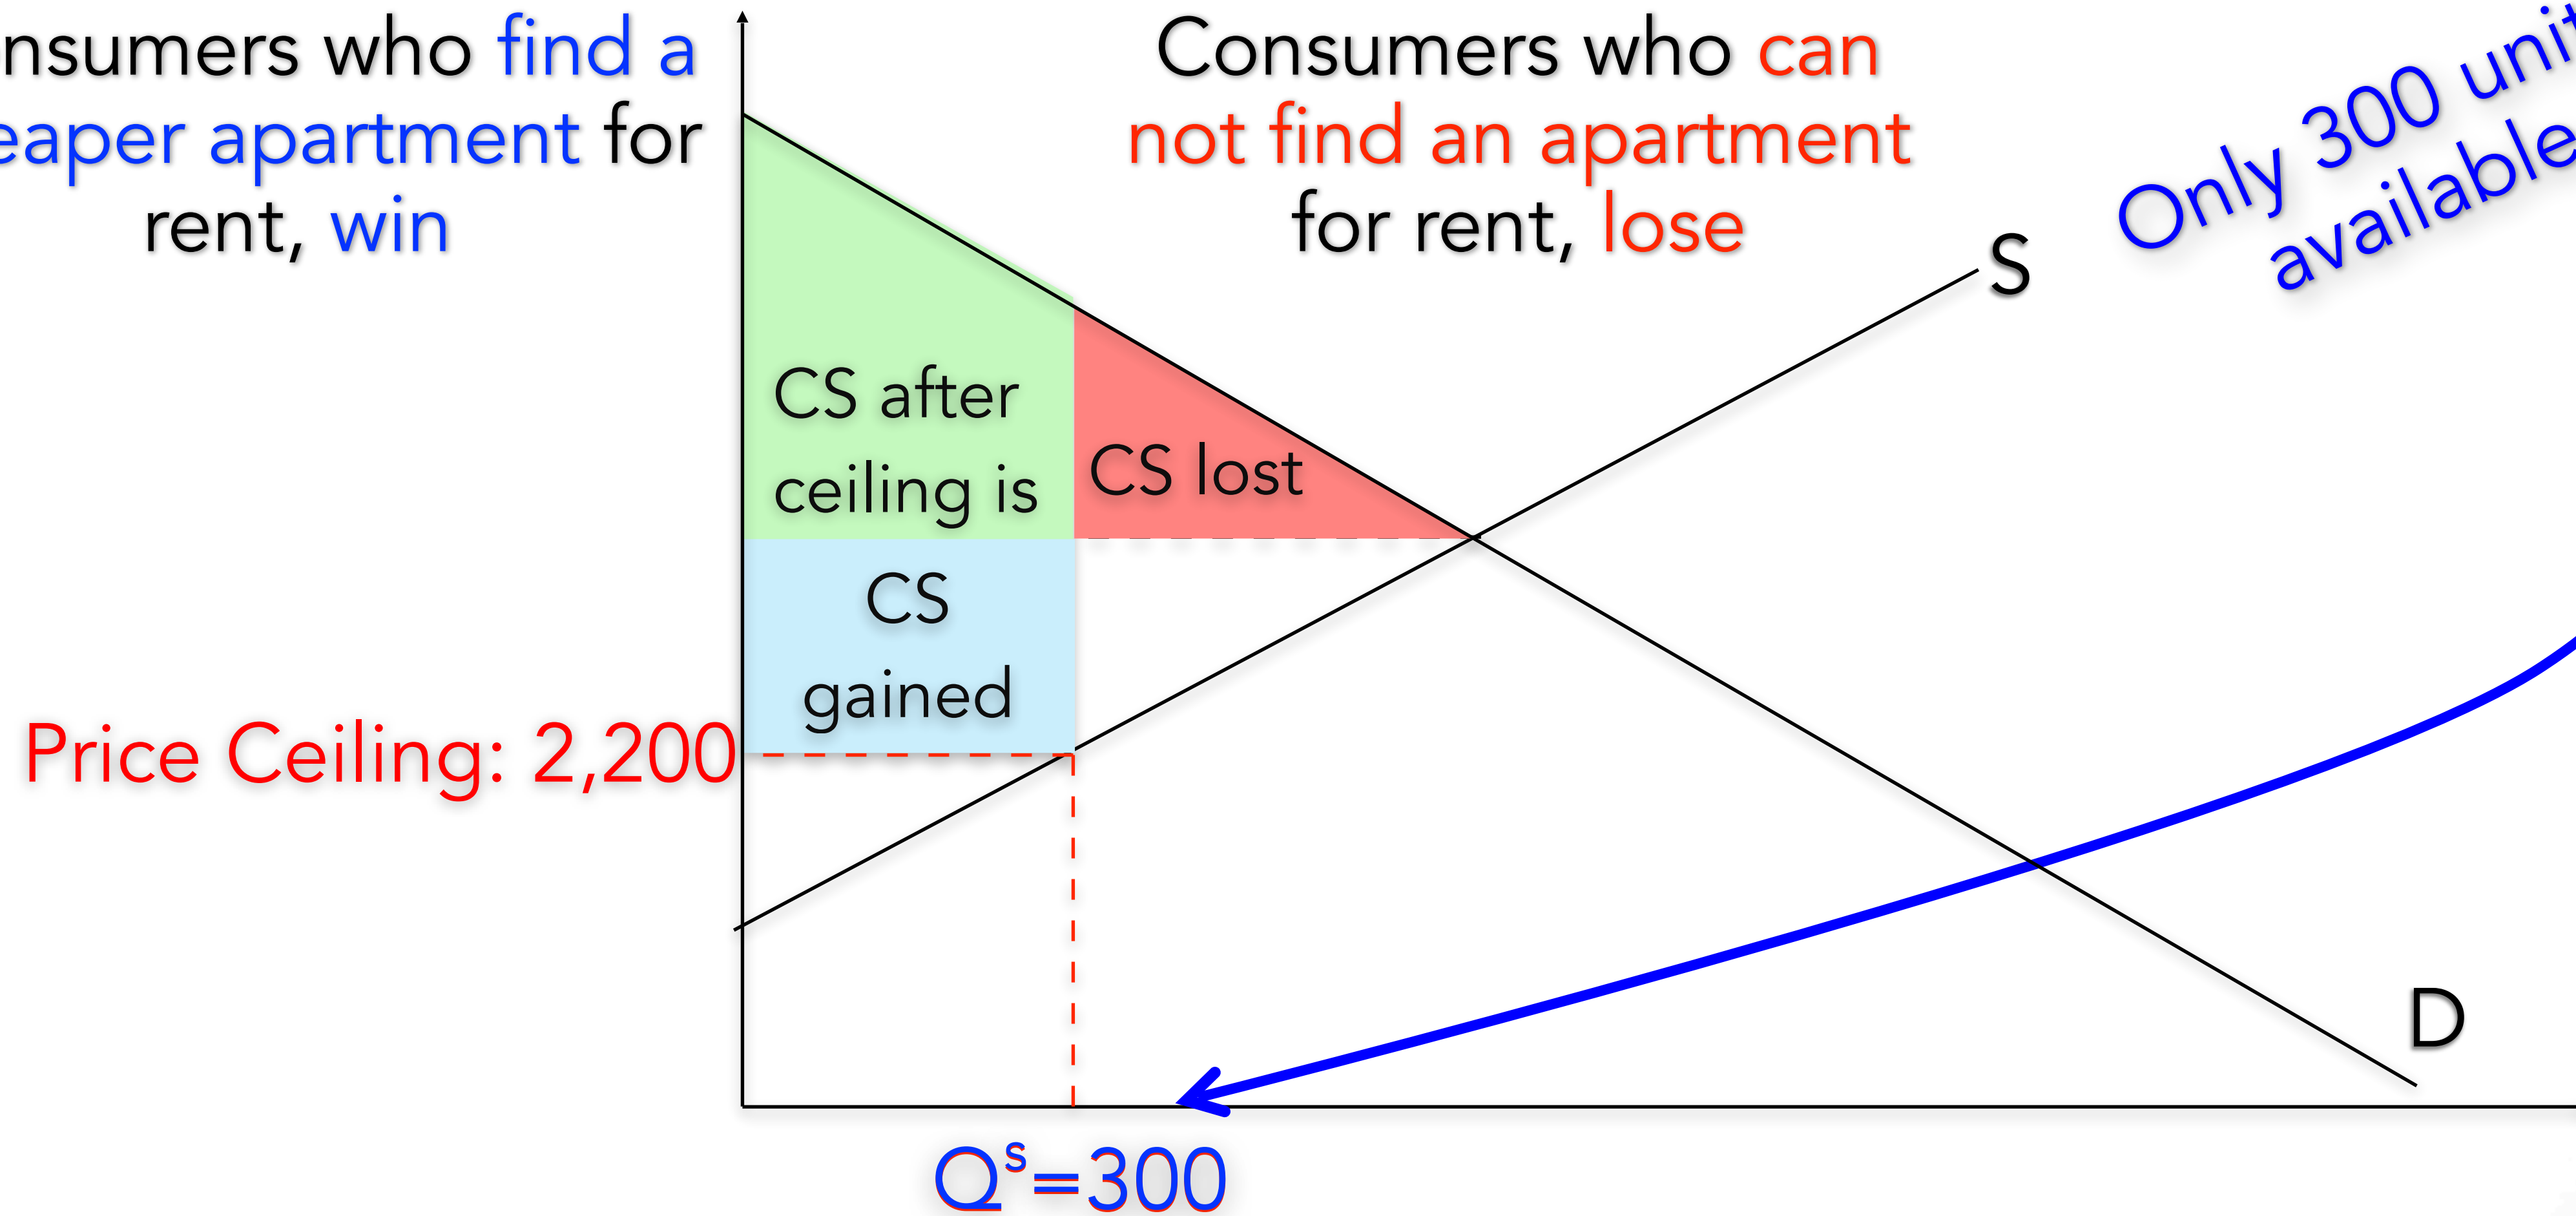 nsumers who find a
eaper apartment for
rent, win
Consumers who can
not find an apartment
for rent, lose
Only 300 unit
available
S
CS after
ceiling is
CS lost
CS
gained
Price Ceiling: 2,200
D
Qˢ=300